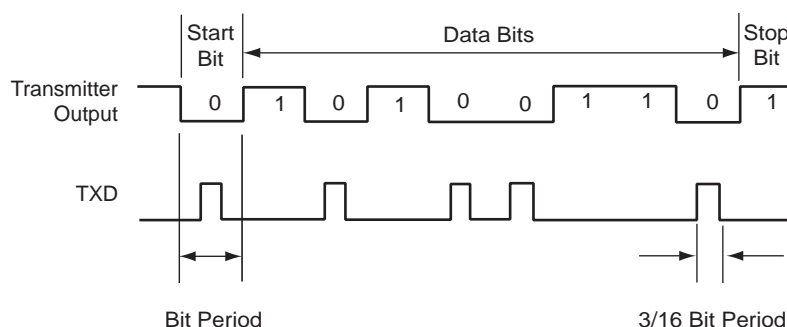 Start
Bit
Data Bits
Stop
Bit
Transmitter
Output
0 1 0 1 0 0 1 1 0 1
TXD
Bit Period
3/16 Bit Period